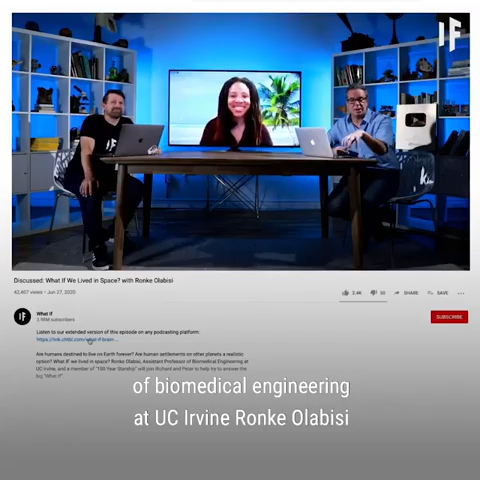 IF
Discussed: What If We Lived in Space? with Ronke Olabisi
42,407 views • Jun 27, 2020
2.4K
50
SHARE
SAVE
IF
What If
SUBSCRIBE
Listen to our extended version of this episode on any podcasting platform:
Are humans destined to live on Earth forever? Are human settlements on other planets a realistic
option? What IF we lived in space? Ronke Olabisi, Assistant Professor of Biomedical Engineering at
UC Irvine, and a member of "100 Year Starship" will join Richard and Peter to help try to answer the
big "What If".
of biomedical engineering
at UC Irvine Ronke Olabisi